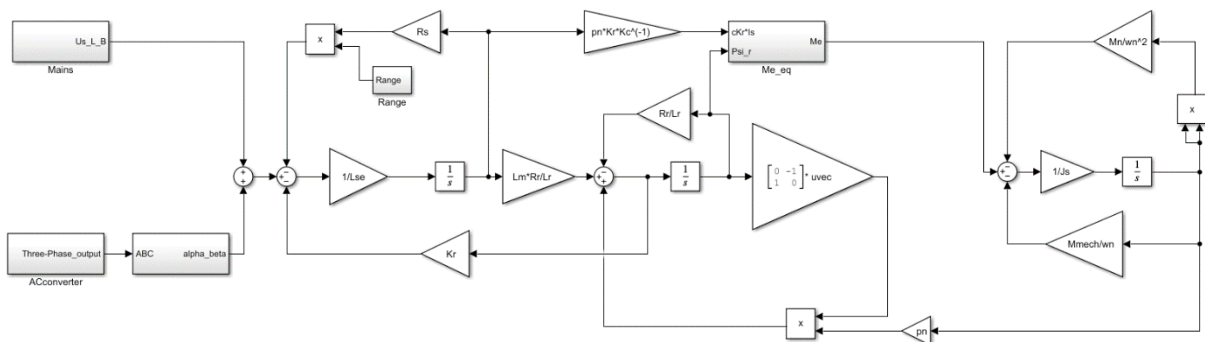 Us_L_B
Mains
x
Rs
pn*Kr*Kc^(-1)
cKr*Is
Psi_r
Me
Me_eq
Mn/wn^2
Range
Range
x
Rr/Lr
+
+
+
−
−
1/Lse
1
s
Lm*Rr/Lr
+
−
+
1
s
0 -1
1 0
* uvec
+
−
−
1/Js
1
s
Three-Phase_output
ACconverter
ABC
alpha_beta
Kr
Mmech/wn
x
pn